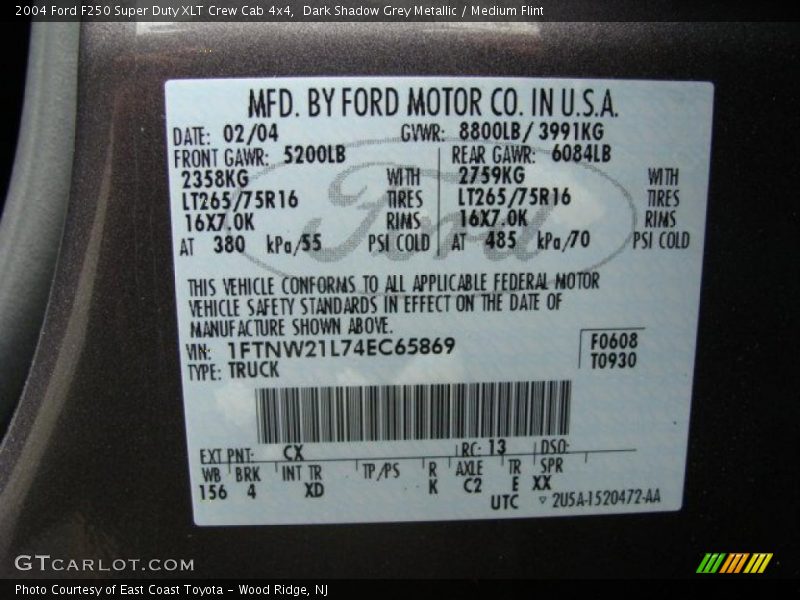 2004 Ford F250 Super Duty XLT Crew Cab 4x4,  Dark Shadow Grey Metallic / Medium Flint
MFD. BY FORD MOTOR CO. IN U.S.A.
DATE: 02/04 GVWR: 8800LB/ 3991KG
FRONT GAWR: 5200LB REAR GAWR: 6084LB
2358KG WITH 2759KG WITH
LT265/75R16 TIRES LT265/75R16 TIRES
16X7.0K RIMS 16X7.0K RIMS
AT 380 kPa/55 PSI COLD AT 485 kPa/70 PSI COLD
Ford
THIS VEHICLE CONFORMS TO ALL APPLICABLE FEDERAL MOTOR
VEHICLE SAFETY STANDARDS IN EFFECT ON THE DATE OF
MANUFACTURE SHOWN ABOVE.
VIN: 1FTNW21L74EC65869 F0608
TYPE: TRUCK T0930
EXT PNT: CX RC: 13 DSO:
WB BRK INT TR TP/PS R AXLE TR SPR
156 4 XD K C2 E XX
UTC ▽ 2U5A-1520472-AA
GTCARLOT.COM
Photo Courtesy of East Coast Toyota – Wood Ridge, NJ